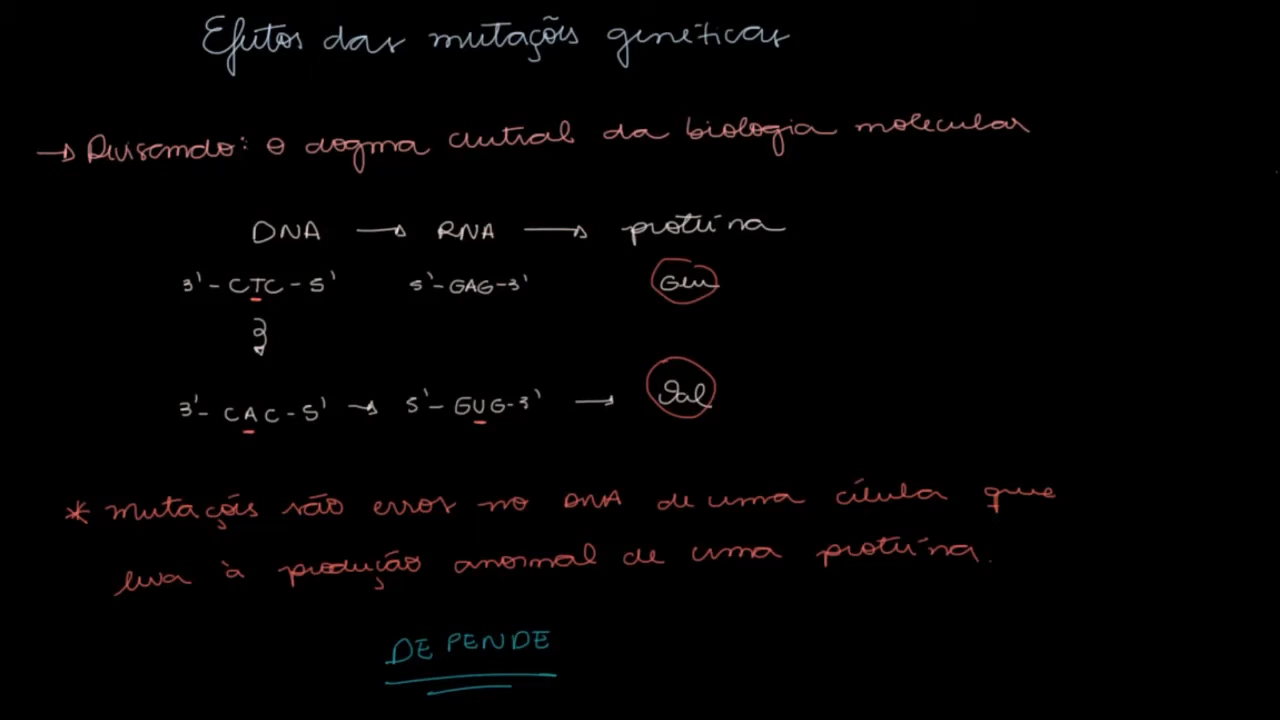 Efeitos das mutações genéticas
→ Revisando: o dogma central da biologia molecular
DNA → RNA → proteína
3'-CTC-5' 5'-GAG-3' Glu
3'-CAC-5' → 5'-GUG-3' → Val
* mutações são erros no DNA de uma célula que
leva à produção anormal de uma proteína.
DEPENDE